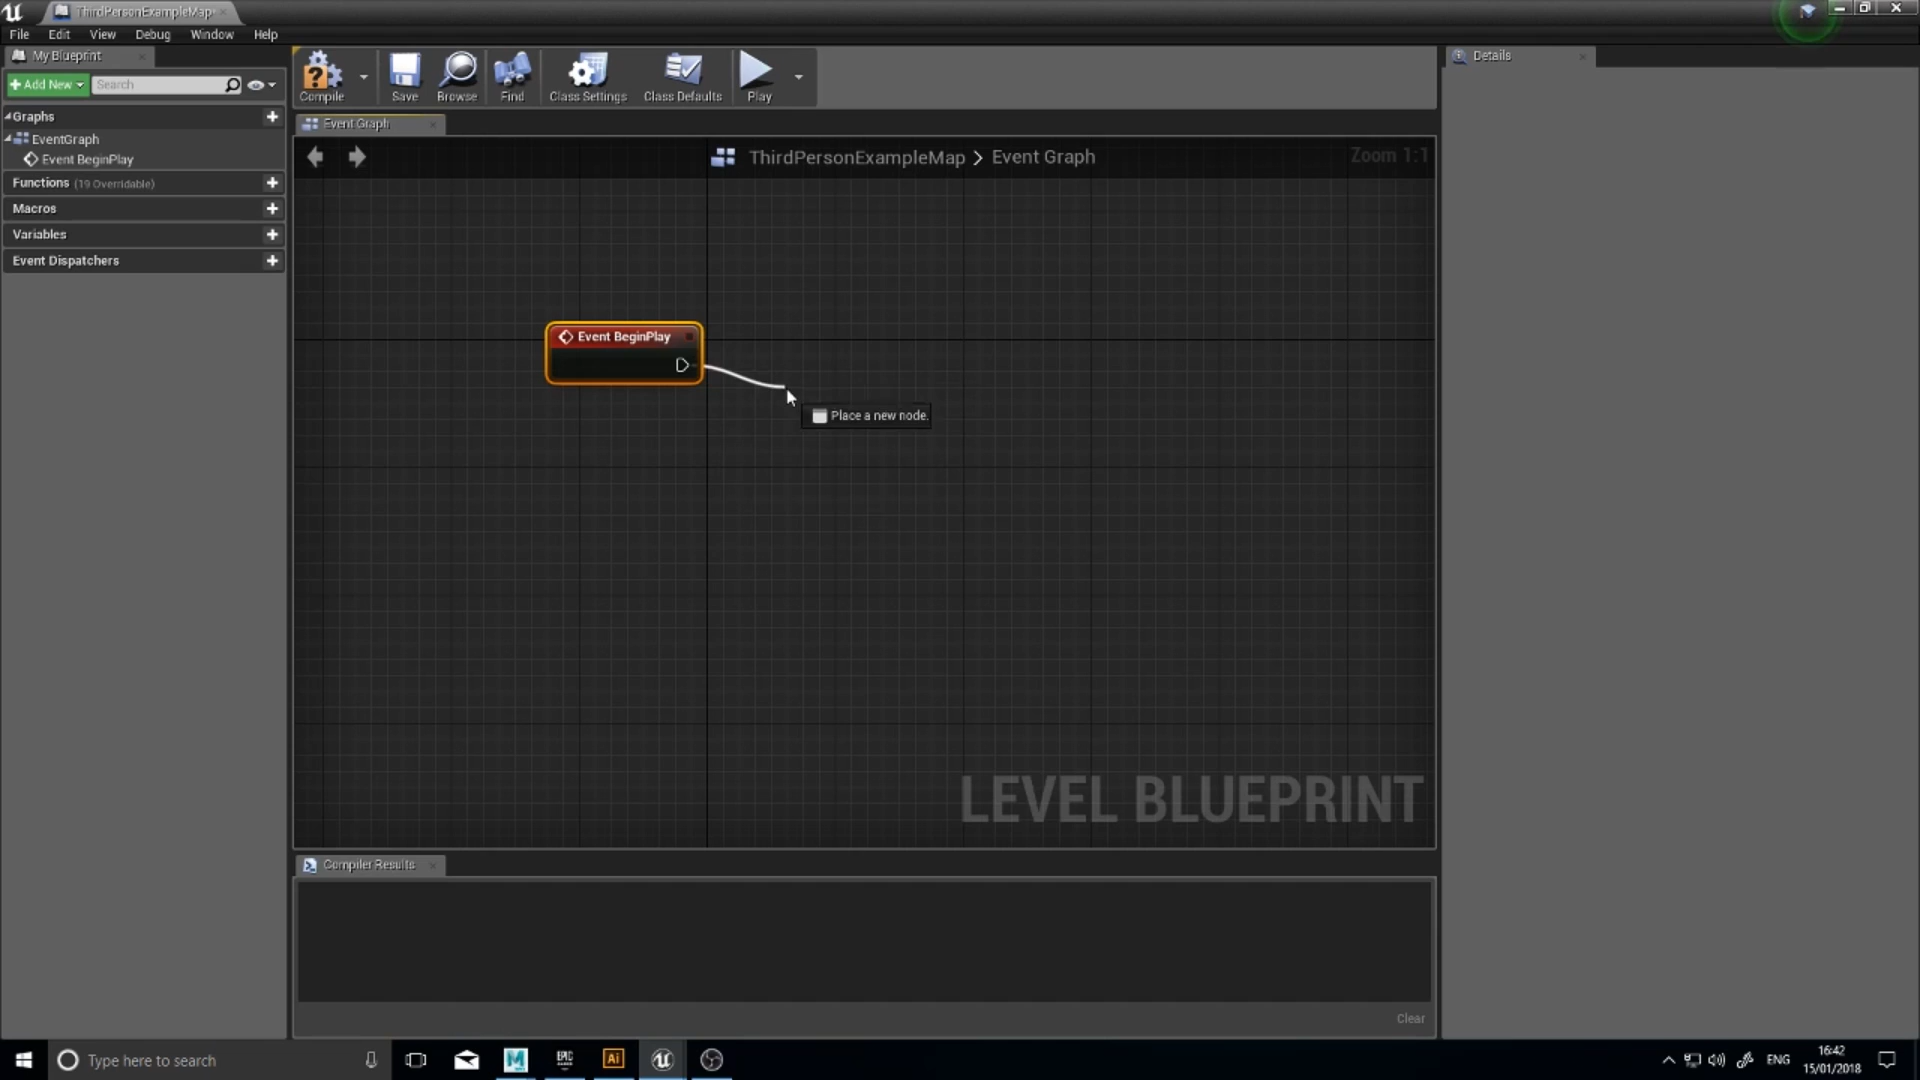 ThirdPersonExampleMap
File Edit View Debug Window Help
My Blueprint
Details
Add New
Search
Compile
Save
Browse
Find
Class Settings
Class Defaults
Play
Graphs
EventGraph
Event BeginPlay
Functions (19 Overridable)
Macros
Variables
Event Dispatchers
Event Graph
ThirdPersonExampleMap > Event Graph
Zoom 1:1
Event BeginPlay
Place a new node.
LEVEL BLUEPRINT
Compiler Results
Clear
Type here to search
M
EPIC
Ai
ENG
16:42
15/01/2018